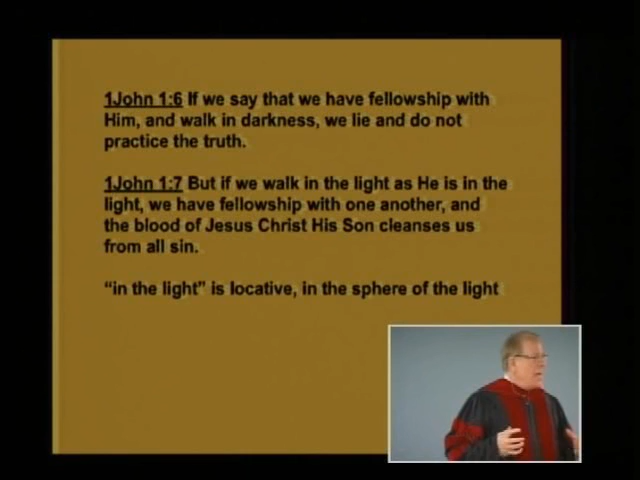 1John 1:6 If we say that we have fellowship with
Him, and walk in darkness, we lie and do not
practice the truth.
1John 1:7 But if we walk in the light as He is in the
light, we have fellowship with one another, and
the blood of Jesus Christ His Son cleanses us
from all sin.
“in the light” is locative, in the sphere of the light